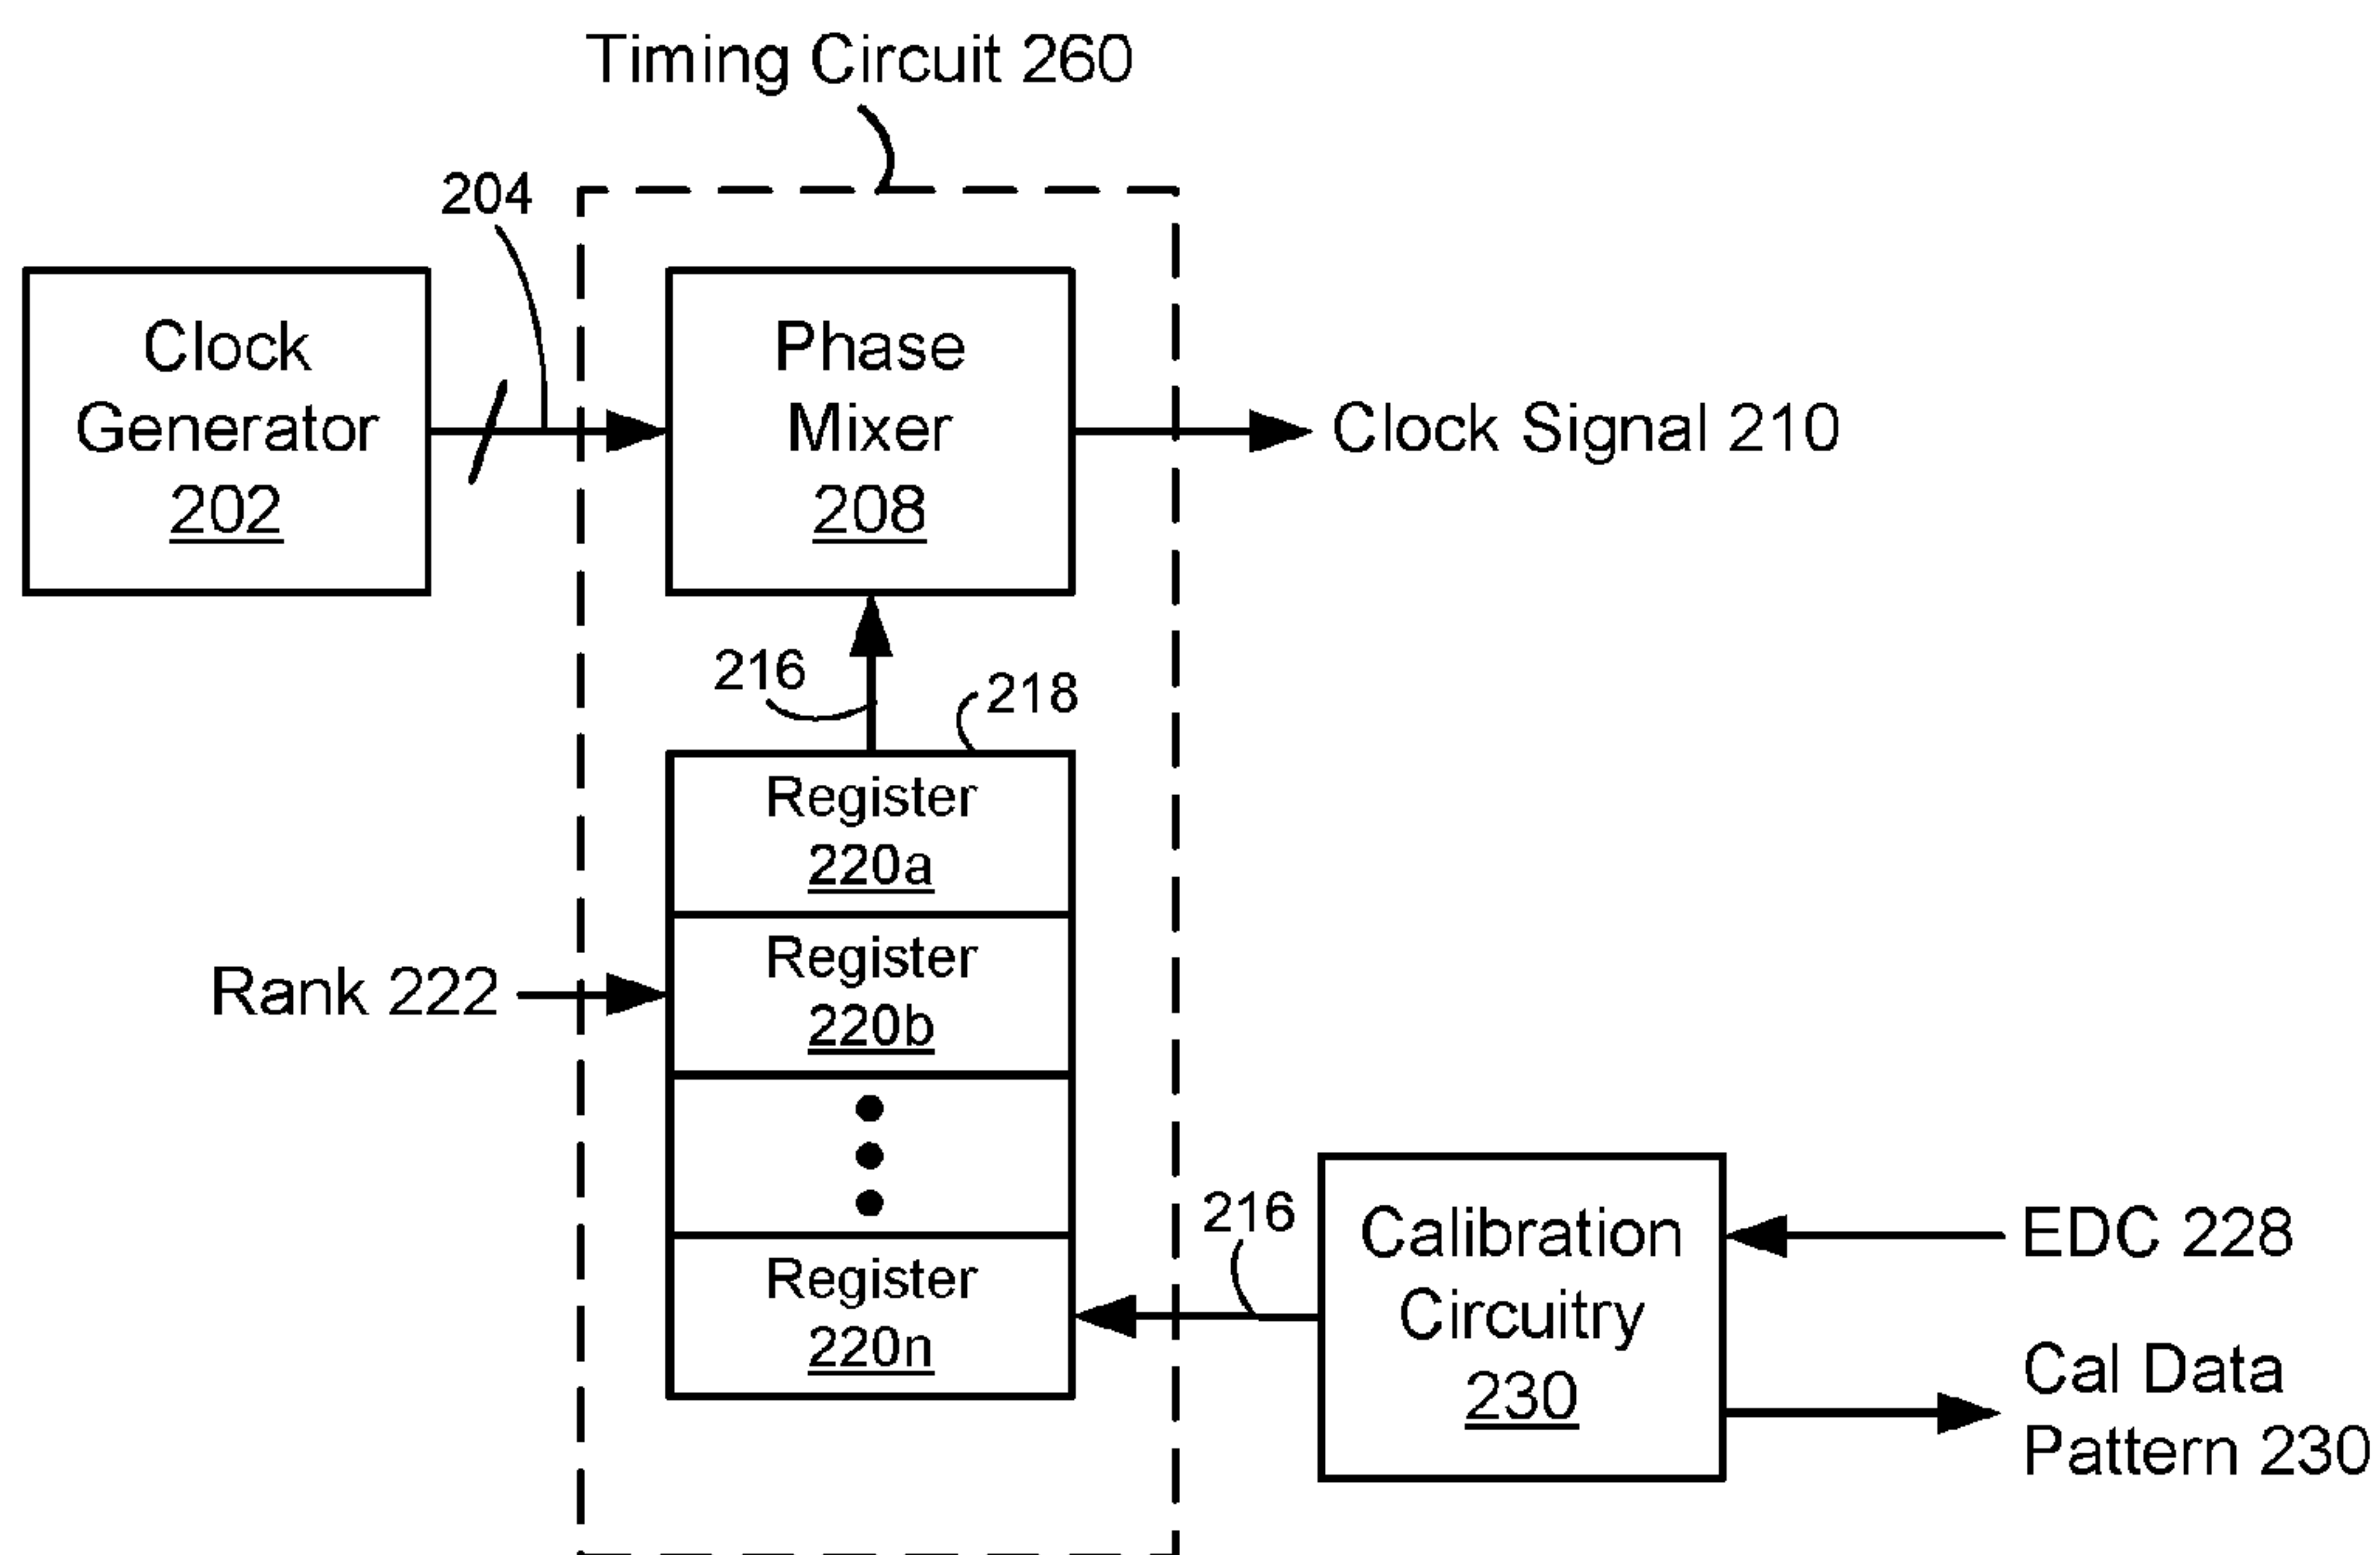 Timing Circuit 260
204
Clock
Generator
202
Phase
Mixer
208
Clock Signal 210
216
218
Register
220a
Register
220b
Rank 222
Register
220n
216
Calibration
Circuitry
230
EDC 228
Cal Data
Pattern 230